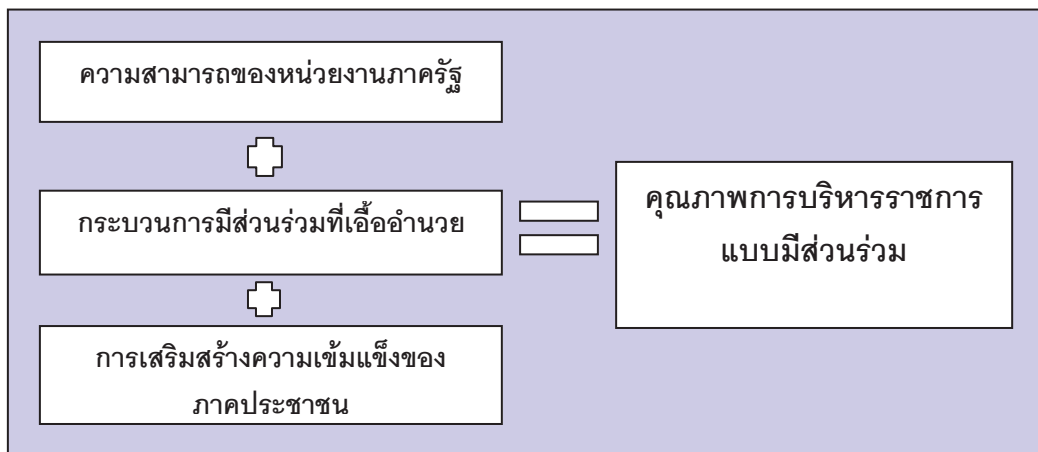 ความสามารถของหน่วยงานภาครัฐ
กระบวนการมีส่วนร่วมที่เอื้ออำนวย
การเสริมสร้างความเข้มแข็งของ
ภาคประชาชน
คุณภาพการบริหารราชการ
แบบมีส่วนร่วม